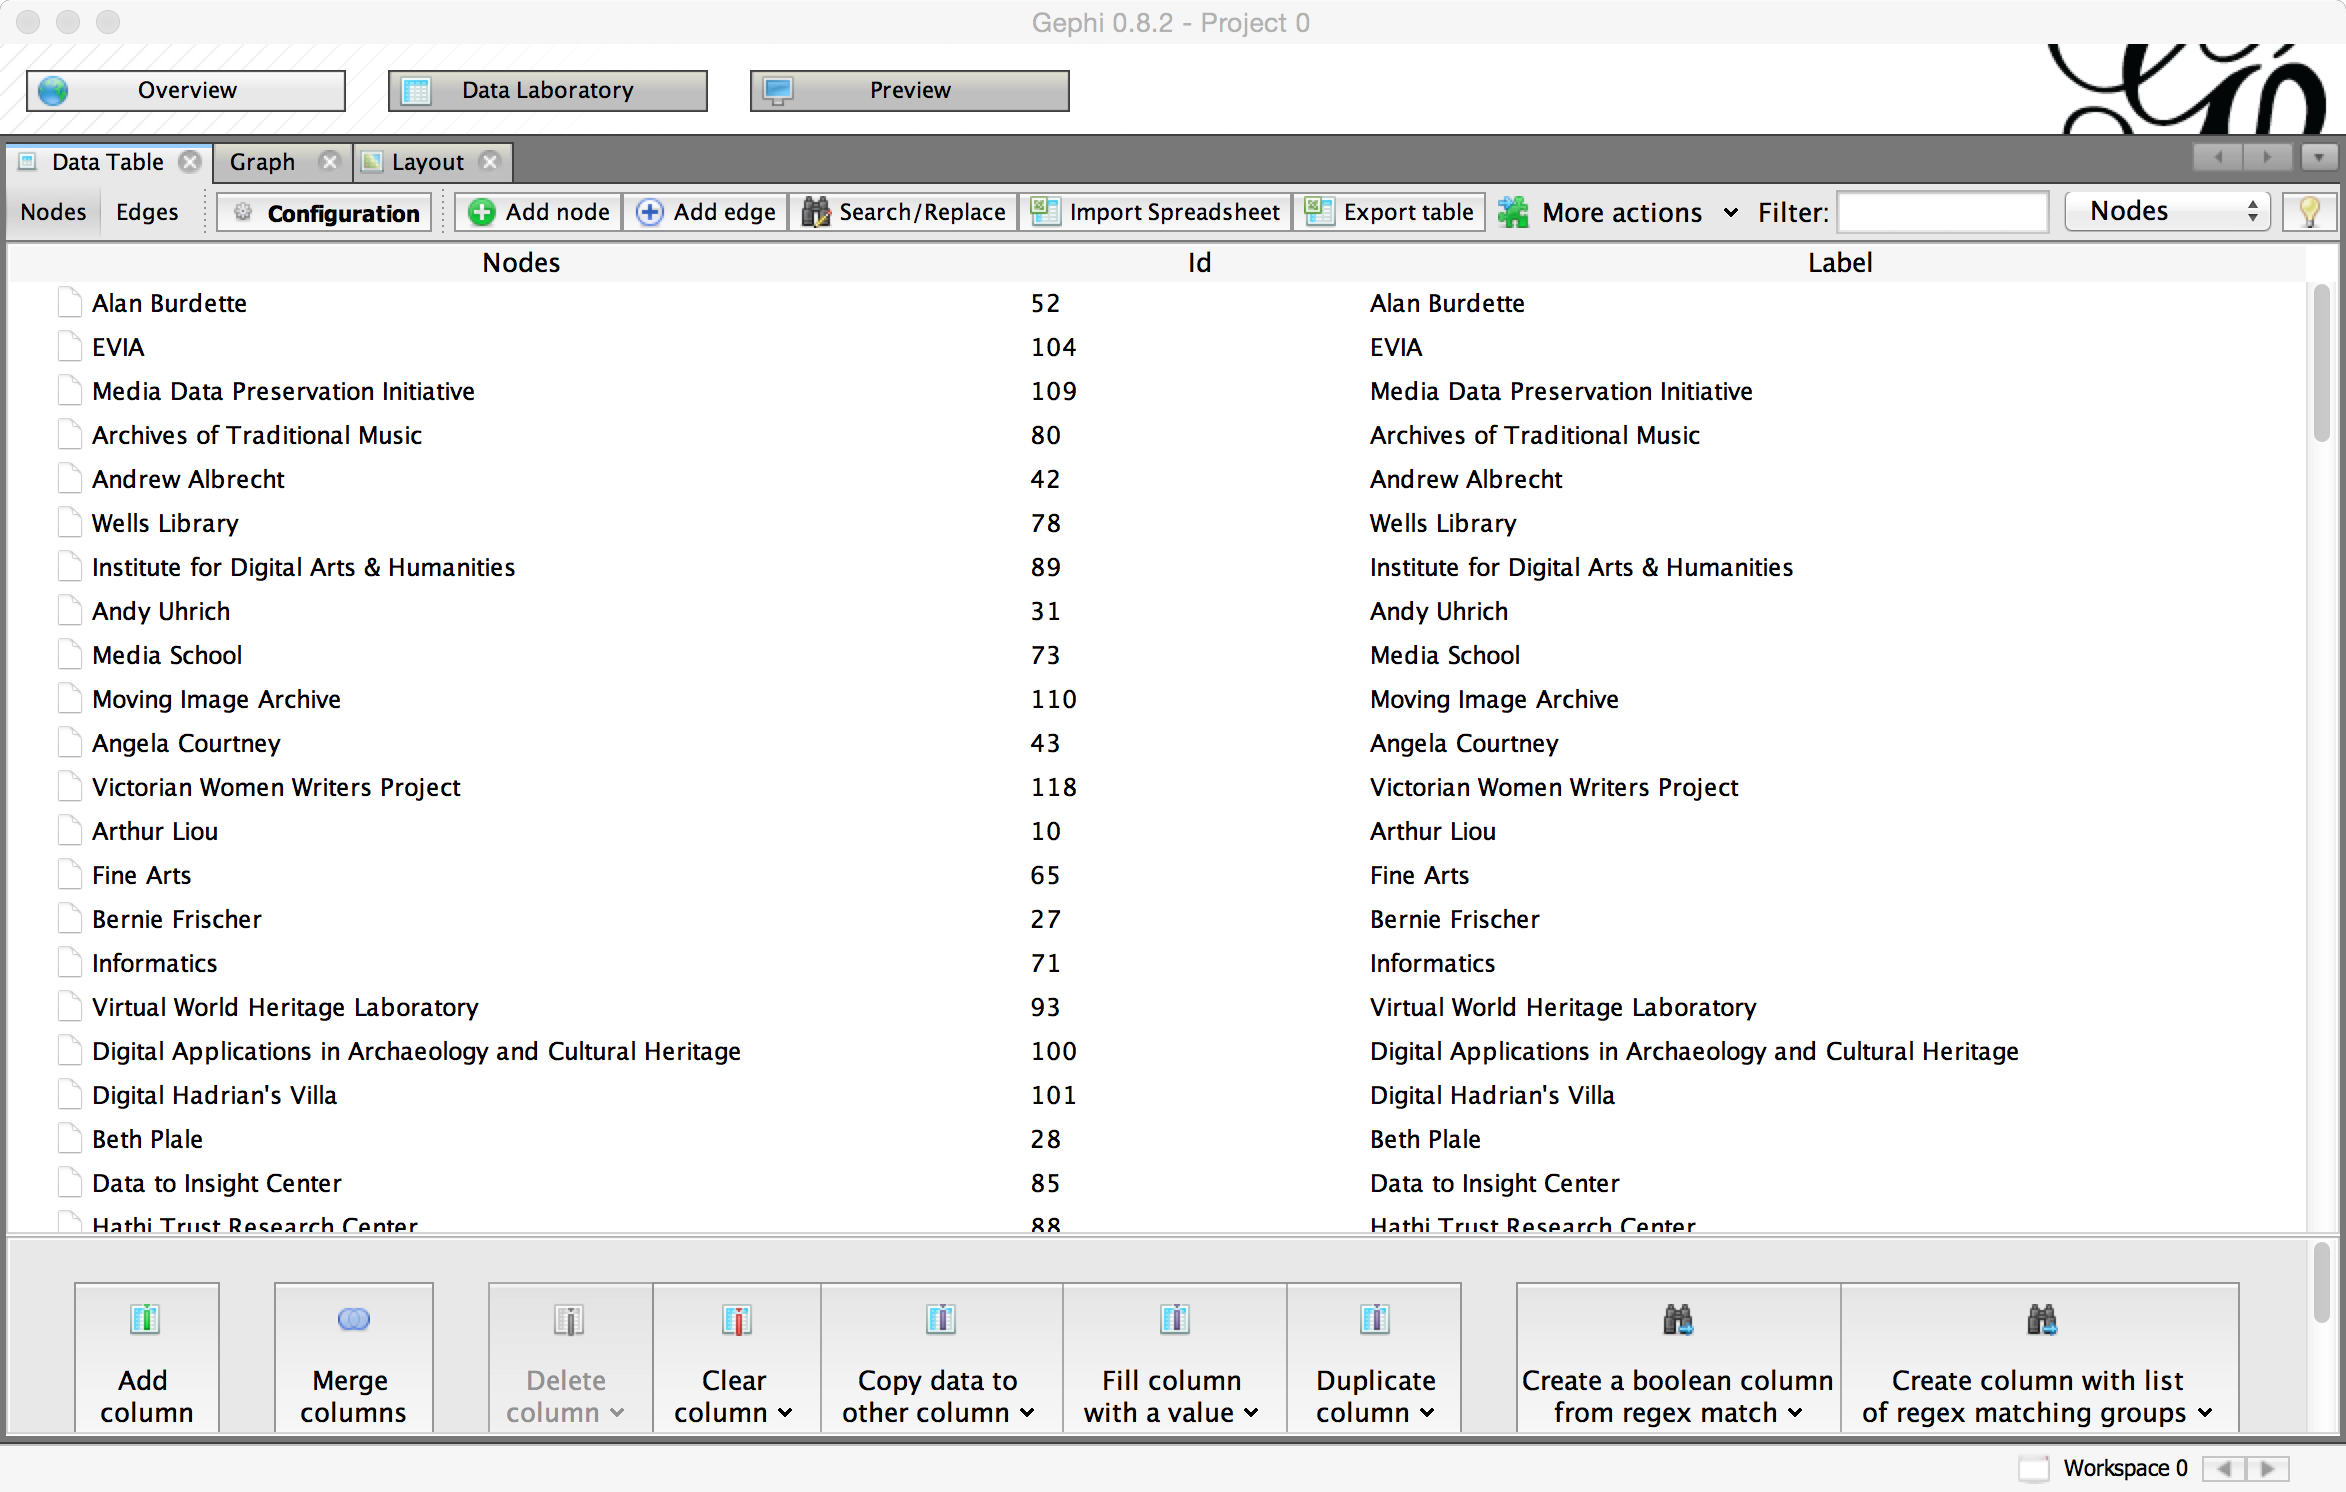 Gephi 0.8.2 - Project 0
Overview Data Laboratory Preview
Data Table Graph Layout
Nodes Edges Configuration Add node Add edge Search/Replace Import Spreadsheet Export table More actions Filter: Nodes
Nodes Id Label
Alan Burdette 52 Alan Burdette
EVIA 104 EVIA
Media Data Preservation Initiative 109 Media Data Preservation Initiative
Archives of Traditional Music 80 Archives of Traditional Music
Andrew Albrecht 42 Andrew Albrecht
Wells Library 78 Wells Library
Institute for Digital Arts & Humanities 89 Institute for Digital Arts & Humanities
Andy Uhrich 31 Andy Uhrich
Media School 73 Media School
Moving Image Archive 110 Moving Image Archive
Angela Courtney 43 Angela Courtney
Victorian Women Writers Project 118 Victorian Women Writers Project
Arthur Liou 10 Arthur Liou
Fine Arts 65 Fine Arts
Bernie Frischer 27 Bernie Frischer
Informatics 71 Informatics
Virtual World Heritage Laboratory 93 Virtual World Heritage Laboratory
Digital Applications in Archaeology and Cultural Heritage 100 Digital Applications in Archaeology and Cultural Heritage
Digital Hadrian's Villa 101 Digital Hadrian's Villa
Beth Plale 28 Beth Plale
Data to Insight Center 85 Data to Insight Center
Hathi Trust Research Center 88 Hathi Trust Research Center
Add column
Merge columns
Delete column
Clear column
Copy data to other column
Fill column with a value
Duplicate column
Create a boolean column from regex match
Create column with list of regex matching groups
Workspace 0